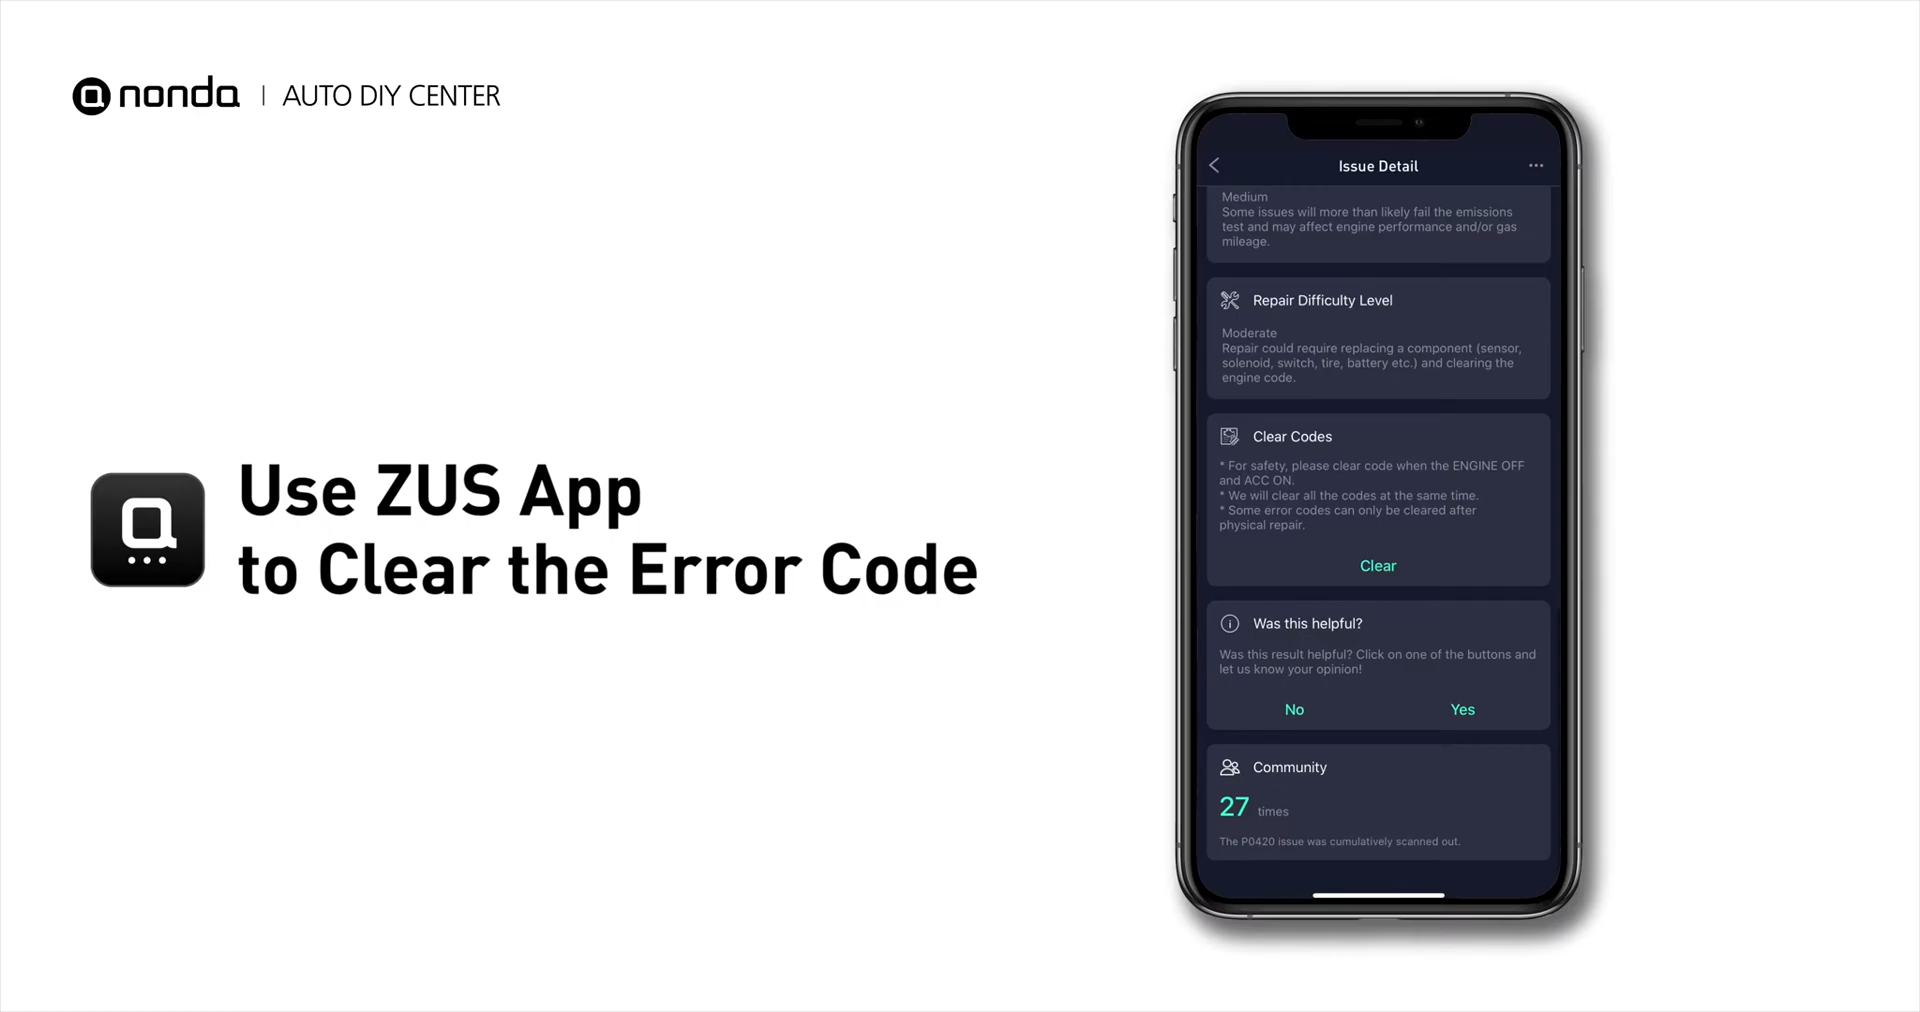 nonda | AUTO DIY CENTER
Use ZUS App
to Clear the Error Code
Issue Detail
Medium
Some issues will more than likely fail the emissions
test and may affect engine performance and/or gas
mileage.
Repair Difficulty Level
Moderate
Repair could require replacing a component (sensor,
solenoid, switch, tire, battery etc.) and clearing the
engine code.
Clear Codes
* For safety, please clear code when the ENGINE OFF
and ACC ON.
* We will clear all the codes at the same time.
* Some error codes can only be cleared after
physical repair.
Clear
Was this helpful?
Was this result helpful? Click on one of the buttons and
let us know your opinion!
No Yes
Community
27 times
The P0420 issue was cumulatively scanned out.